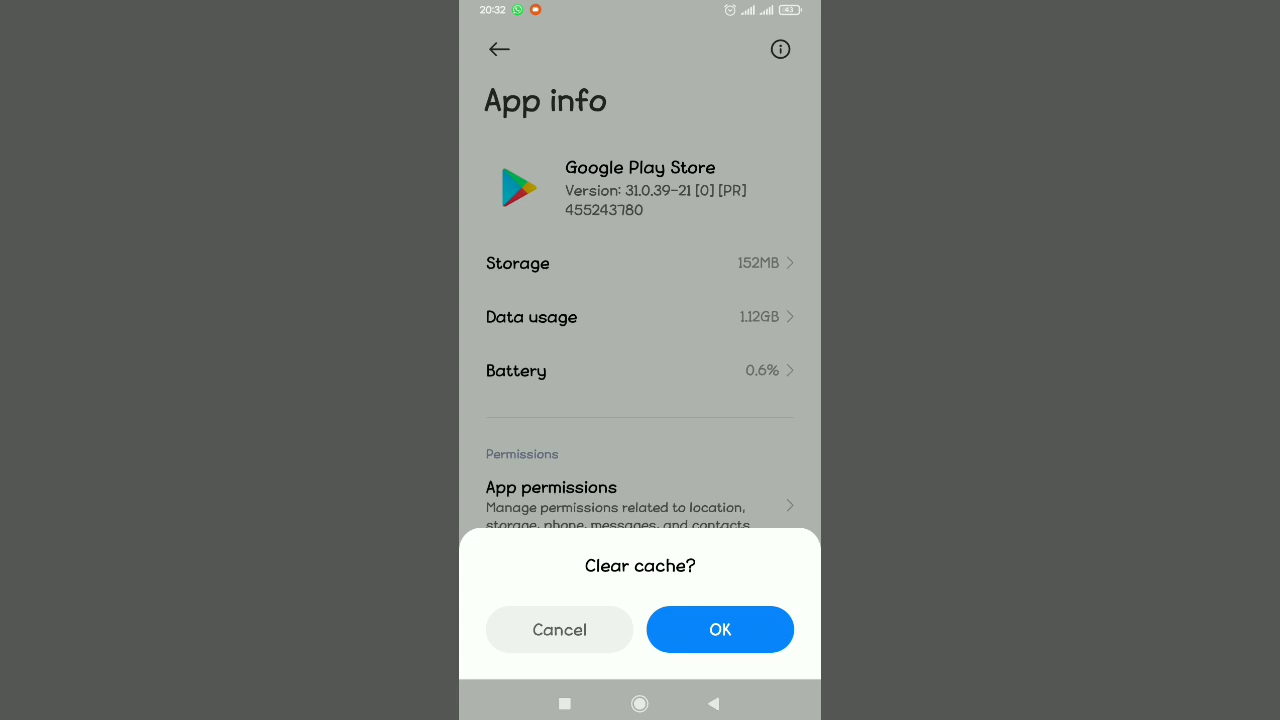 20:32
43
App info
Google Play Store
Version: 31.0.39-21 [0] [PR]
455243780
Storage 152MB
Data usage 1.12GB
Battery 0.6%
Permissions
App permissions
Manage permissions related to location,
storage, phone, messages, and contacts
Clear cache?
Cancel OK